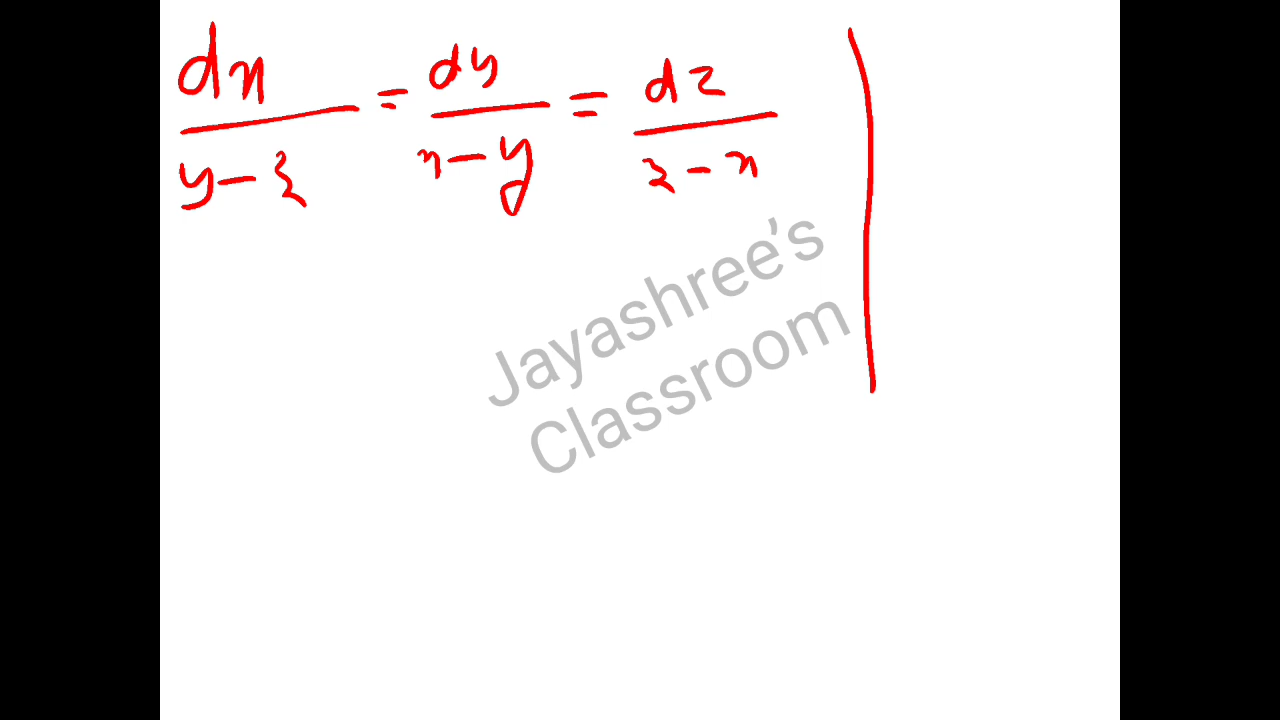 dx/y-z = dy/x-y = dz/z-x
Jayashree's
Classroom